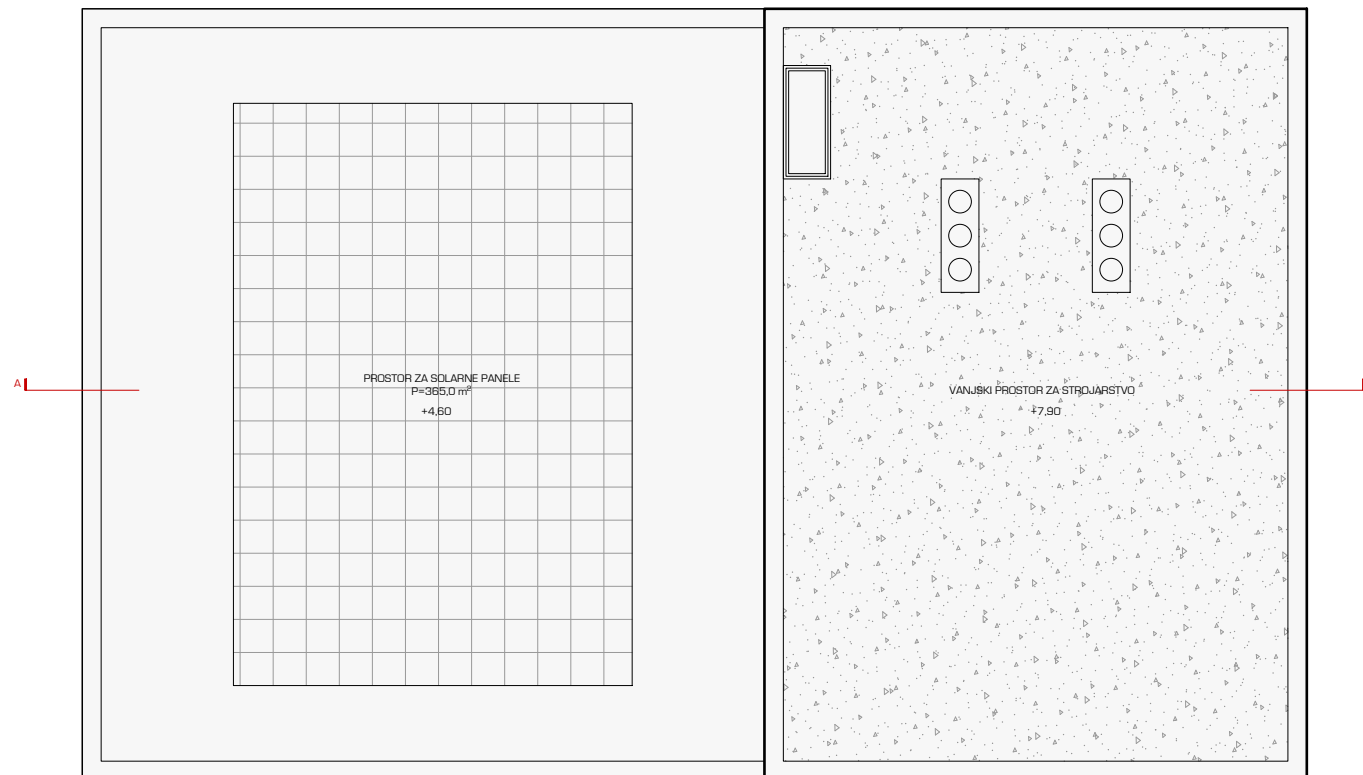 PROSTOR ZA SOLARNE PANELE
P=365,0 m²
+4,60
VANJSKI PROSTOR ZA STROJARSTVO
+7,90
A